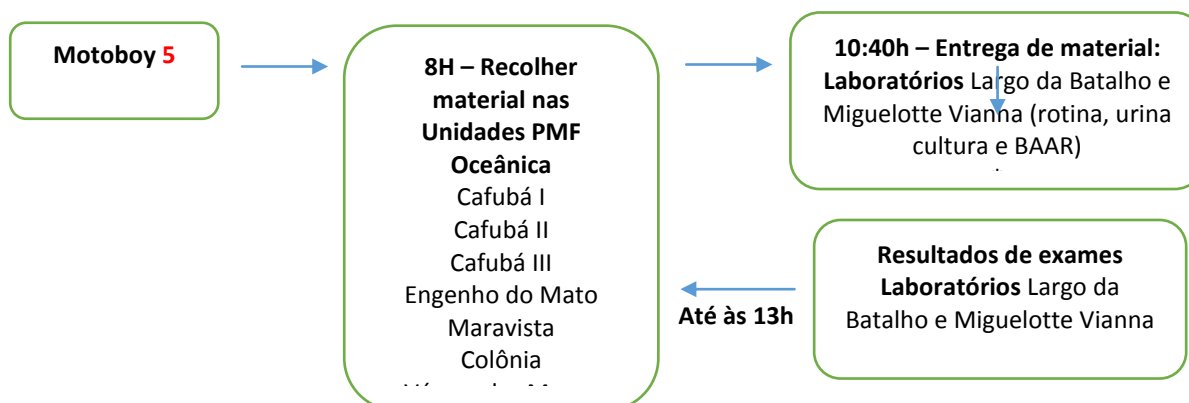 Motoboy 5
8H – Recolher
material nas
Unidades PMF
Oceânica
Cafubá I
Cafubá II
Cafubá III
Engenho do Mato
Maravista
Colônia
10:40h – Entrega de material:
Laboratórios Largo da Batalho e
Miguelotte Vianna (rotina, urina
cultura e BAAR)
Resultados de exames
Laboratórios Largo da
Batalho e Miguelotte Vianna
Até às 13h